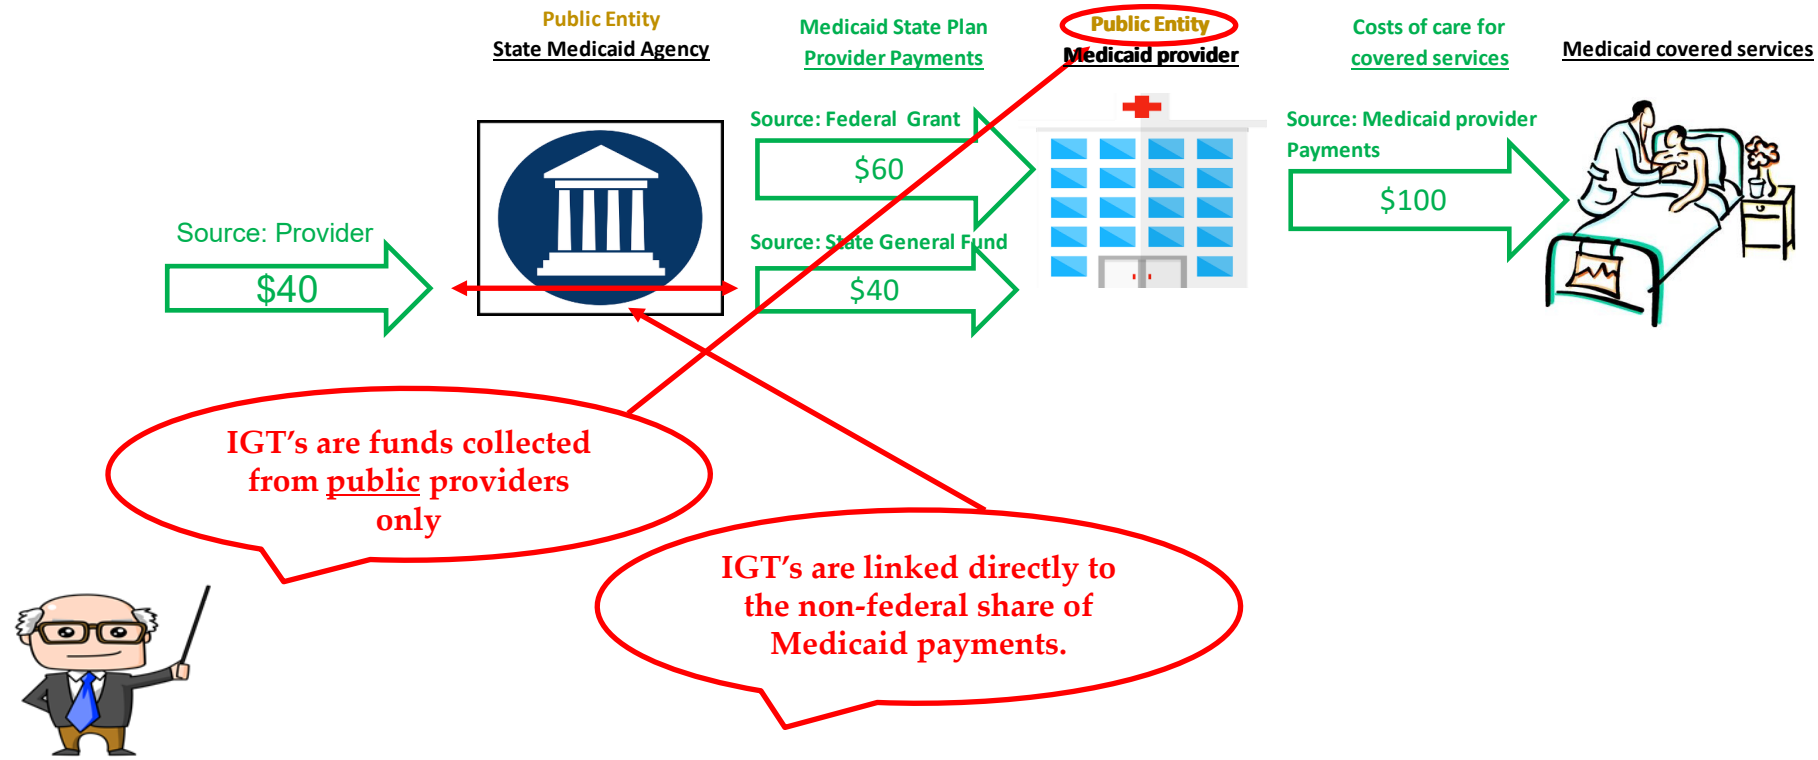 Public Entity
State Medicaid Agency
Medicaid State Plan
Provider Payments
Public Entity
Medicaid provider
Costs of care for
covered services
Medicaid covered services
Source: Federal Grant
$60
Source: Medicaid provider
Payments
$100
Source: Provider
$40
Source: State General Fund
$40
IGT’s are funds collected
from public providers
only
IGT’s are linked directly to
the non-federal share of
Medicaid payments.